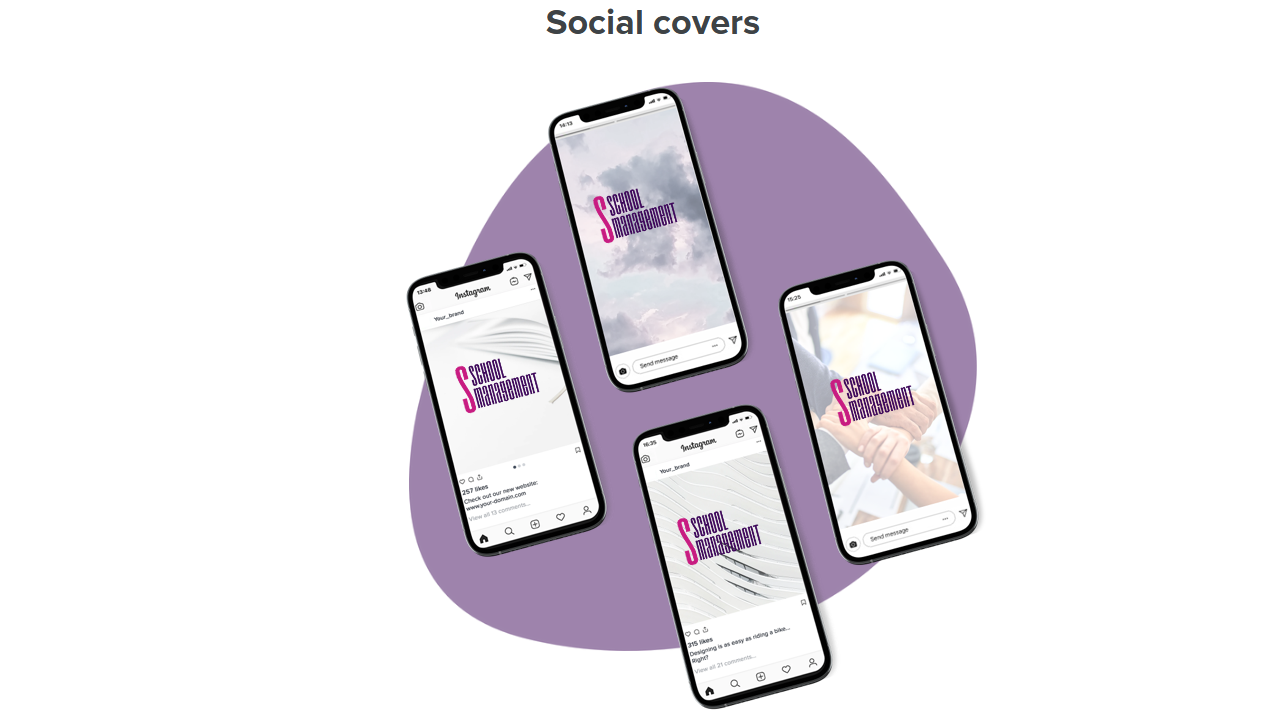 Social covers
14:13
SCHOOL
management
Send message
13:48
Instagram
Your_brand
SCHOOL
management
257 likes
Check out our new website:
www.your-domain.com
View all 13 comments...
15:25
SCHOOL
management
Send message
16:35
Instagram
Your_brand
SCHOOL
management
315 likes
Designing is as easy as riding a bike...
Right?
View all 21 comments...